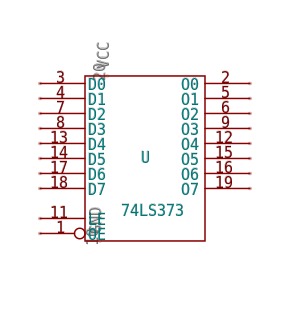 VCC
20
3 D0 O0 2
4 D1 O1 5
7 D2 O2 6
8 D3 O3 9
13 D4 O4 12
14 D5 O5 15
17 D6 O6 16
18 D7 O7 19
U
74LS373
11 LE
1 OE
GND
10